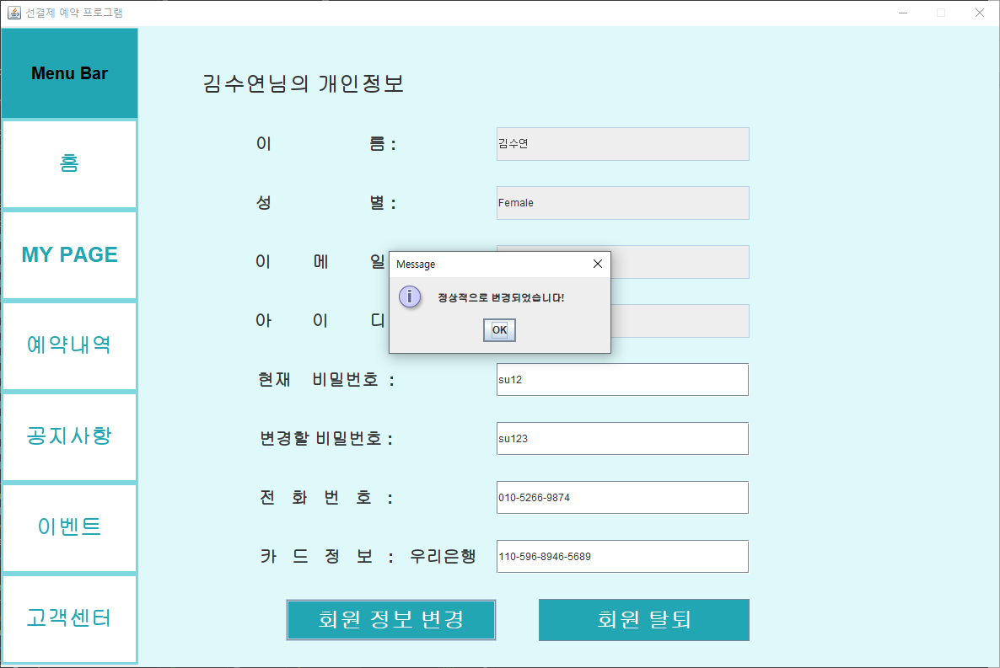 선결제 예약 프로그램
Menu Bar
홈
MY PAGE
예약내역
공지사항
이벤트
고객센터
김수연님의 개인정보
이 름 : 김수연
성 별 : Female
이 메 일
아 이 디
Message
정상적으로 변경되었습니다!
OK
현재 비밀번호 : su12
변경할 비밀번호 : su123
전 화 번 호 : 010-5266-9874
카 드 정 보 : 우리은행 110-596-8946-5689
회원 정보 변경 회원 탈퇴